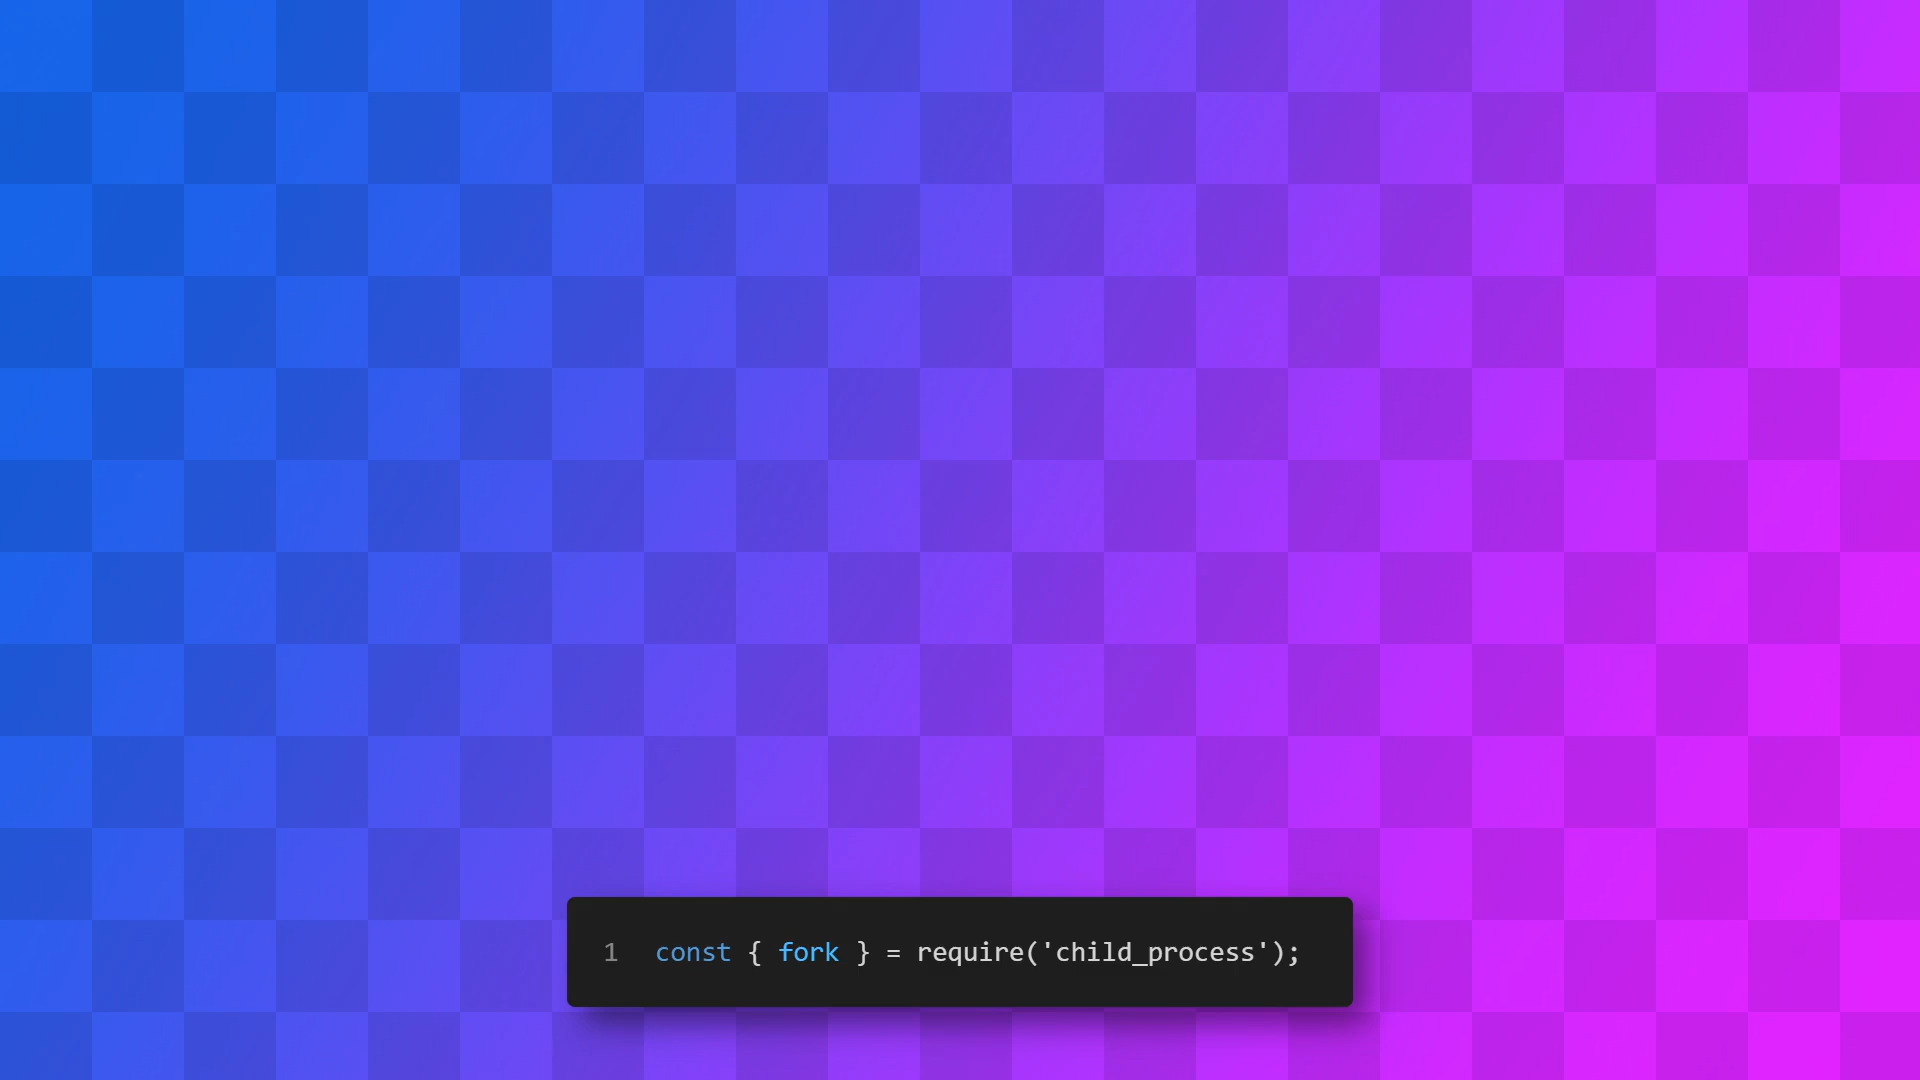 1 const { fork } = require('child_process');